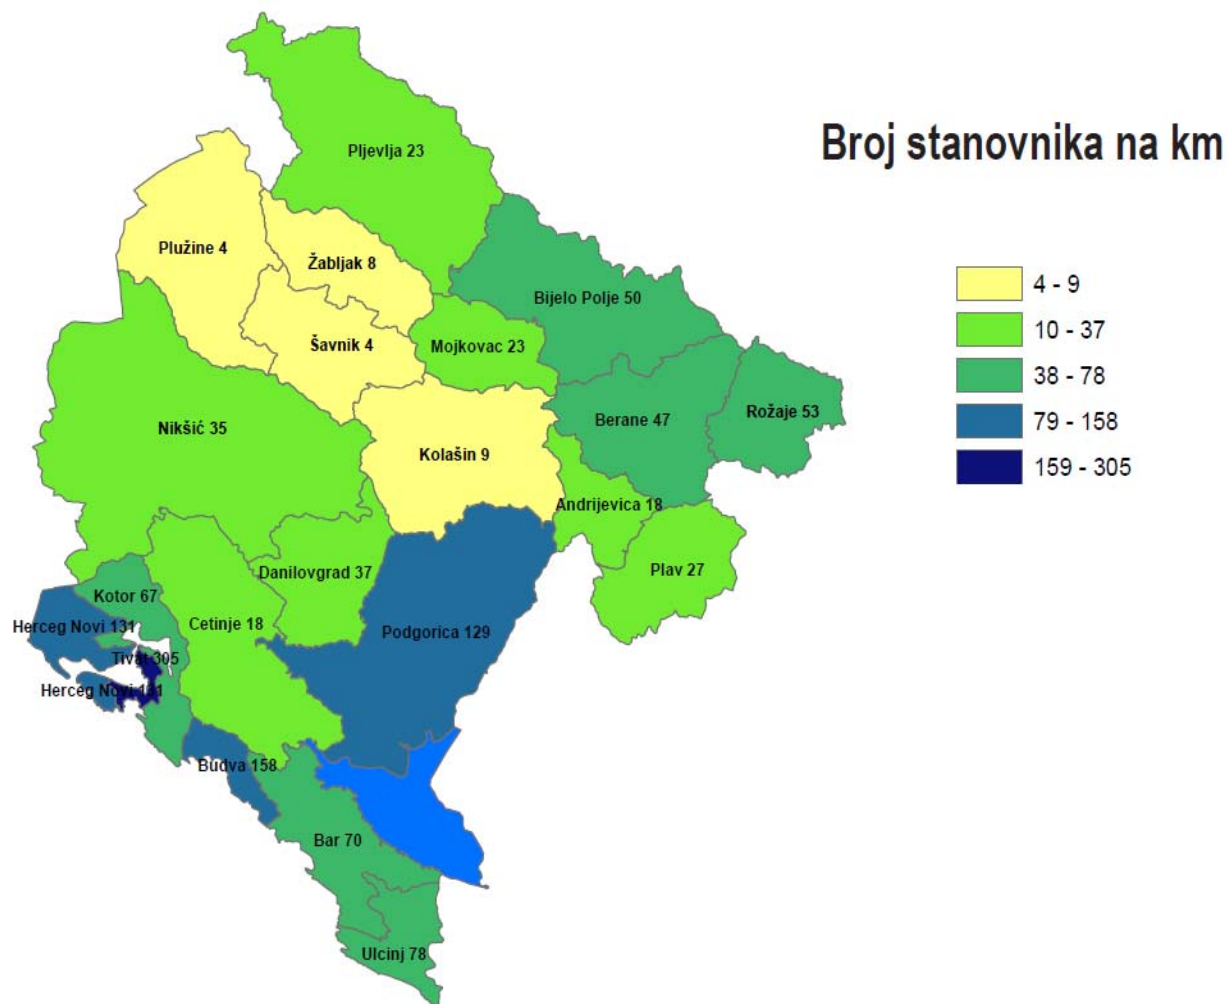 Broj stanovnika na km
4 - 9
10 - 37
38 - 78
79 - 158
159 - 305
Pljevlja 23
Plužine 4
Žabljak 8
Bijelo Polje 50
Šavnik 4
Mojkovac 23
Rožaje 53
Berane 47
Nikšić 35
Kolašin 9
Andrijevica 18
Plav 27
Danilovgrad 37
Kotor 67
Cetinje 18
Herceg Novi 131
Podgorica 129
Tivat 305
Herceg Novi 131
Budva 158
Bar 70
Ulcinj 78